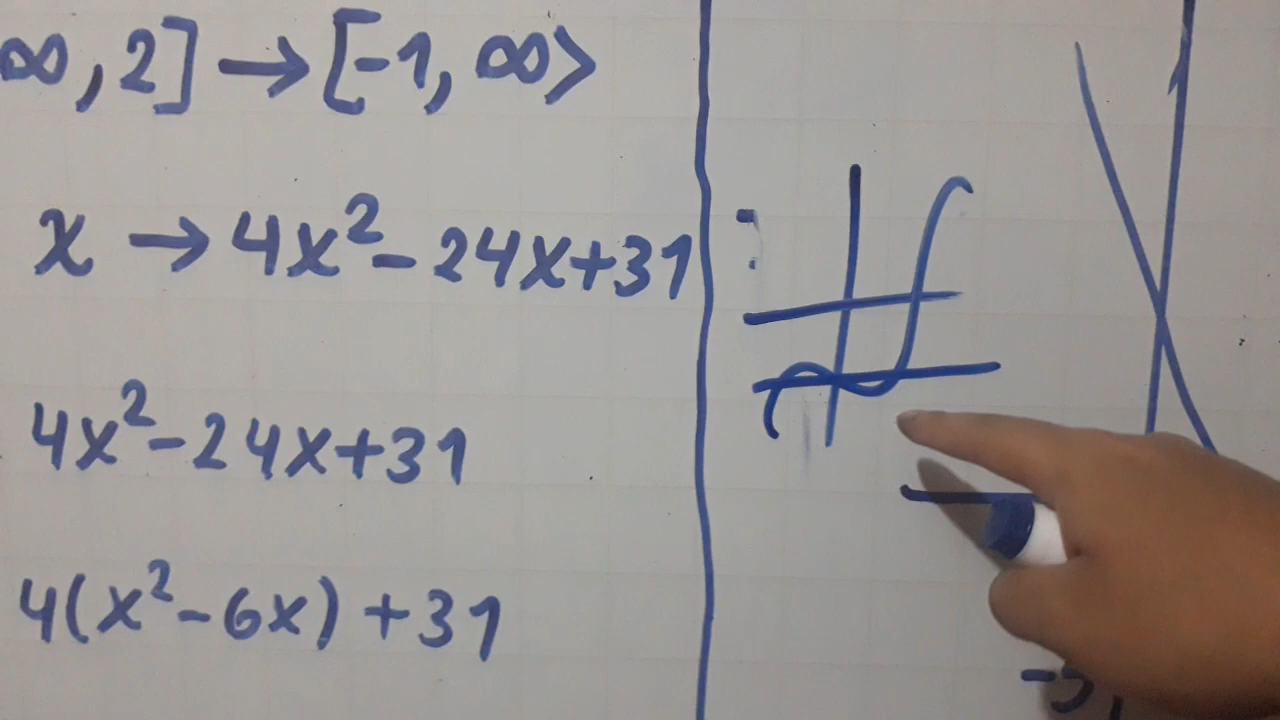 ∞, 2] → [-1, ∞>
x → 4x² - 24x + 31
4x² - 24x + 31
4(x² - 6x) + 31